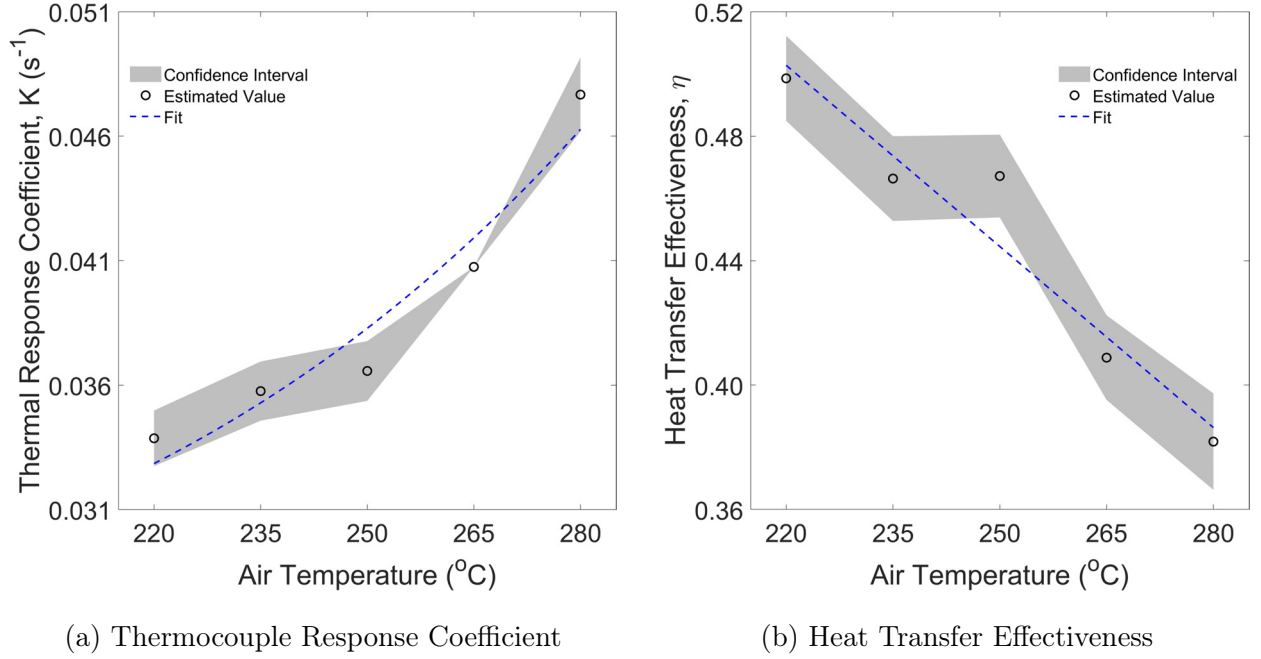 0.051
0.046
0.041
0.036
0.031
Thermal Response Coefficient, K (s⁻¹)
Confidence Interval
Estimated Value
Fit
220 235 250 265 280
Air Temperature (°C)
(a) Thermocouple Response Coefficient
0.52
0.48
0.44
0.40
0.36
Heat Transfer Effectiveness, η
Confidence Interval
Estimated Value
Fit
220 235 250 265 280
Air Temperature (°C)
(b) Heat Transfer Effectiveness